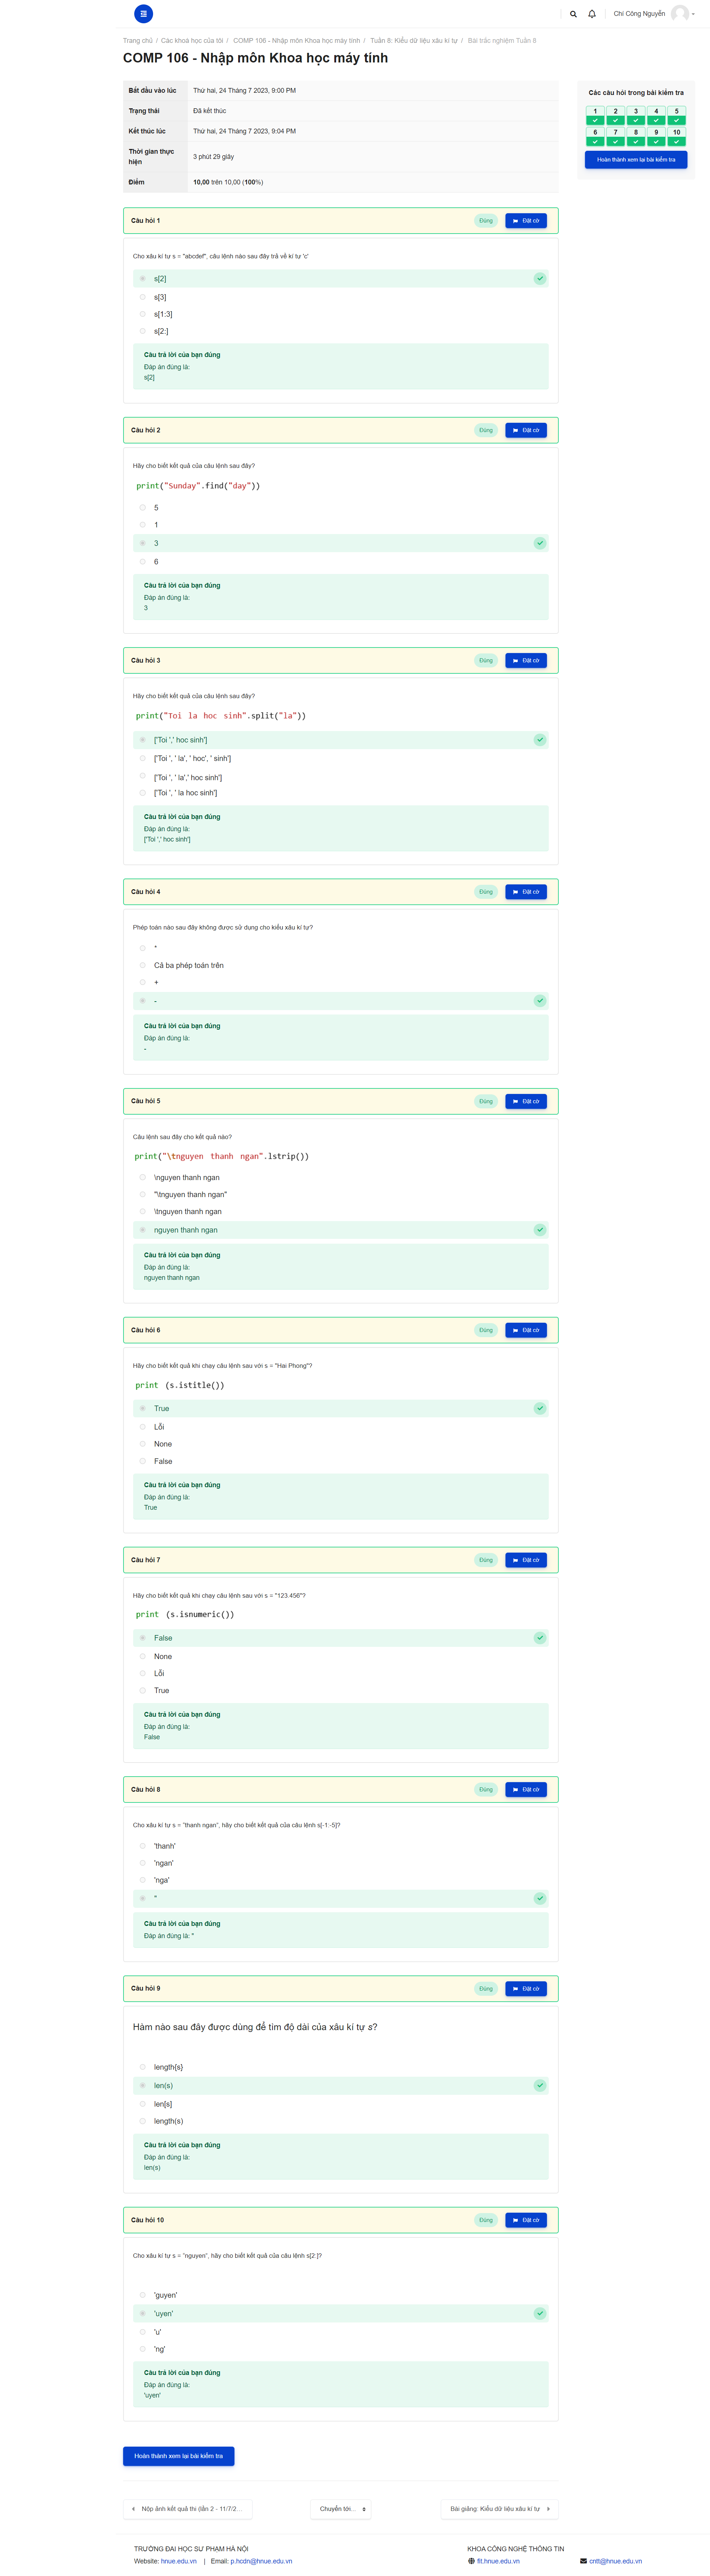 Chí Công Nguyễn
Trang chủ / Các khoá học của tôi / COMP 106 - Nhập môn Khoa học máy tính / Tuần 8: Kiểu dữ liệu xâu kí tự / Bài trắc nghiệm Tuần 8
COMP 106 - Nhập môn Khoa học máy tính
Bắt đầu vào lúc Thứ hai, 24 Tháng 7 2023, 9:00 PM
Trạng thái Đã kết thúc
Kết thúc lúc Thứ hai, 24 Tháng 7 2023, 9:04 PM
Thời gian thực hiện 3 phút 29 giây
Điểm 10,00 trên 10,00 (100%)
Các câu hỏi trong bài kiểm tra
1 2 3 4 5
6 7 8 9 10
Hoàn thành xem lại bài kiểm tra
Câu hỏi 1 Đúng Đặt cờ
Cho xâu kí tự s = "abcdef", câu lệnh nào sau đây trả về kí tự 'c'
s[2]
s[3]
s[1:3]
s[2:]
Câu trả lời của bạn đúng
Đáp án đúng là:
s[2]
Câu hỏi 2 Đúng Đặt cờ
Hãy cho biết kết quả của câu lệnh sau đây?
print("Sunday".find("day"))
5
1
3
6
Câu trả lời của bạn đúng
Đáp án đúng là:
3
Câu hỏi 3 Đúng Đặt cờ
Hãy cho biết kết quả của câu lệnh sau đây?
print("Toi la hoc sinh".split("la"))
['Toi ',' hoc sinh']
['Toi ', ' la', ' hoc', ' sinh']
['Toi ', ' la',' hoc sinh']
['Toi ', ' la hoc sinh']
Câu trả lời của bạn đúng
Đáp án đúng là:
['Toi ',' hoc sinh']
Câu hỏi 4 Đúng Đặt cờ
Phép toán nào sau đây không được sử dụng cho kiểu xâu kí tự?
*
Cả ba phép toán trên
+
-
Câu trả lời của bạn đúng
Đáp án đúng là:
-
Câu hỏi 5 Đúng Đặt cờ
Câu lệnh sau đây cho kết quả nào?
print("\tnguyen thanh ngan".lstrip())
\nguyen thanh ngan
"\tnguyen thanh ngan"
\tnguyen thanh ngan
nguyen thanh ngan
Câu trả lời của bạn đúng
Đáp án đúng là:
nguyen thanh ngan
Câu hỏi 6 Đúng Đặt cờ
Hãy cho biết kết quả khi chạy câu lệnh sau với s = "Hai Phong"?
print (s.istitle())
True
Lỗi
None
False
Câu trả lời của bạn đúng
Đáp án đúng là:
True
Câu hỏi 7 Đúng Đặt cờ
Hãy cho biết kết quả khi chạy câu lệnh sau với s = "123.456"?
print (s.isnumeric())
False
None
Lỗi
True
Câu trả lời của bạn đúng
Đáp án đúng là:
False
Câu hỏi 8 Đúng Đặt cờ
Cho xâu kí tự s = "thanh ngan", hãy cho biết kết quả của câu lệnh s[-1:-5]?
'thanh'
'ngan'
'nga'
''
Câu trả lời của bạn đúng
Đáp án đúng là: ''
Câu hỏi 9 Đúng Đặt cờ
Hàm nào sau đây được dùng để tìm độ dài của xâu kí tự s?
length{s}
len(s)
len[s]
length(s)
Câu trả lời của bạn đúng
Đáp án đúng là:
len(s)
Câu hỏi 10 Đúng Đặt cờ
Cho xâu kí tự s = "nguyen", hãy cho biết kết quả của câu lệnh s[2:]?
'guyen'
'uyen'
'u'
'ng'
Câu trả lời của bạn đúng
Đáp án đúng là:
'uyen'
Hoàn thành xem lại bài kiểm tra
Nộp ảnh kết quả thi (lần 2 - 11/7/2... Chuyển tới... Bài giảng: Kiểu dữ liệu xâu kí tự
TRƯỜNG ĐẠI HỌC SƯ PHẠM HÀ NỘI
Website: hnue.edu.vn | Email: p.hcdn@hnue.edu.vn
KHOA CÔNG NGHỆ THÔNG TIN
fit.hnue.edu.vn cntt@hnue.edu.vn